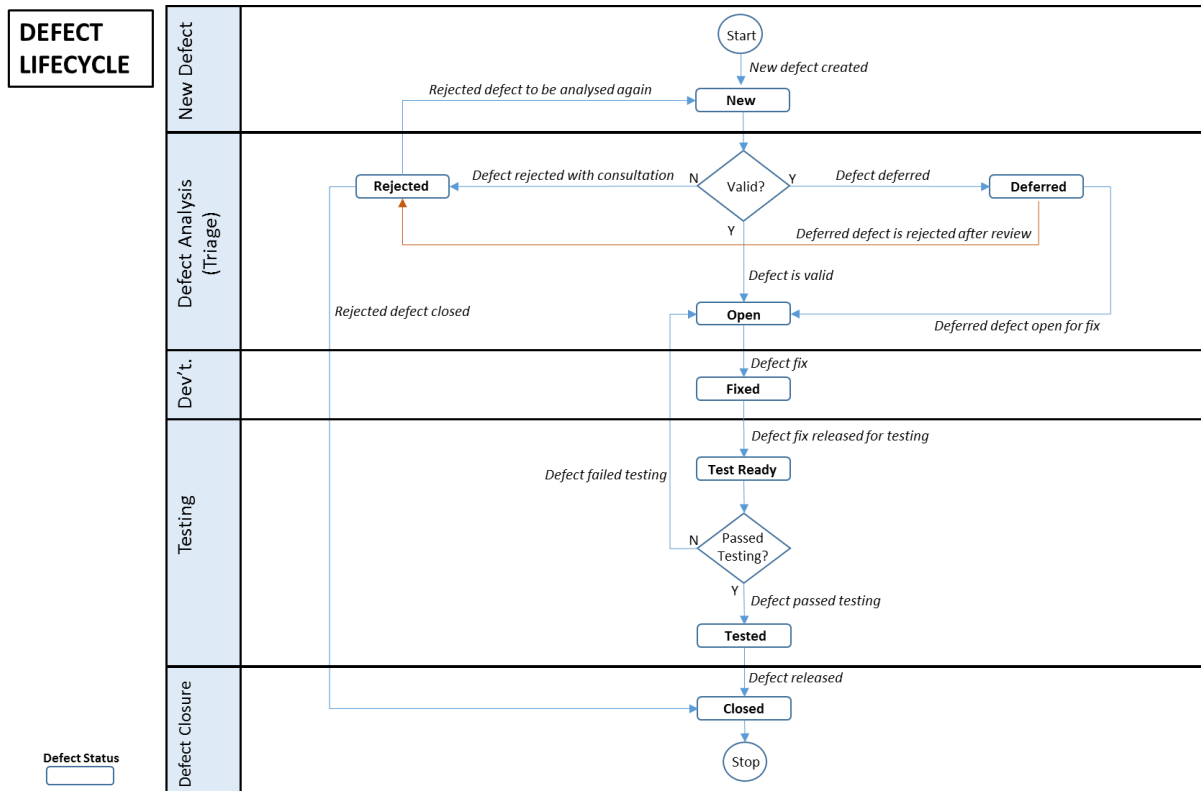 DEFECT
LIFECYCLE
New Defect
Start
New defect created
Rejected defect to be analysed again
New
Defect Analysis
(Triage)
Rejected
Defect rejected with consultation
N
Valid?
Y
Defect deferred
Deferred
Y
Deferred defect is rejected after review
Defect is valid
Rejected defect closed
Open
Deferred defect open for fix
Dev't.
Defect fix
Fixed
Testing
Defect fix released for testing
Defect failed testing
Test Ready
N
Passed
Testing?
Y
Defect passed testing
Tested
Defect Closure
Defect released
Closed
Stop
Defect Status